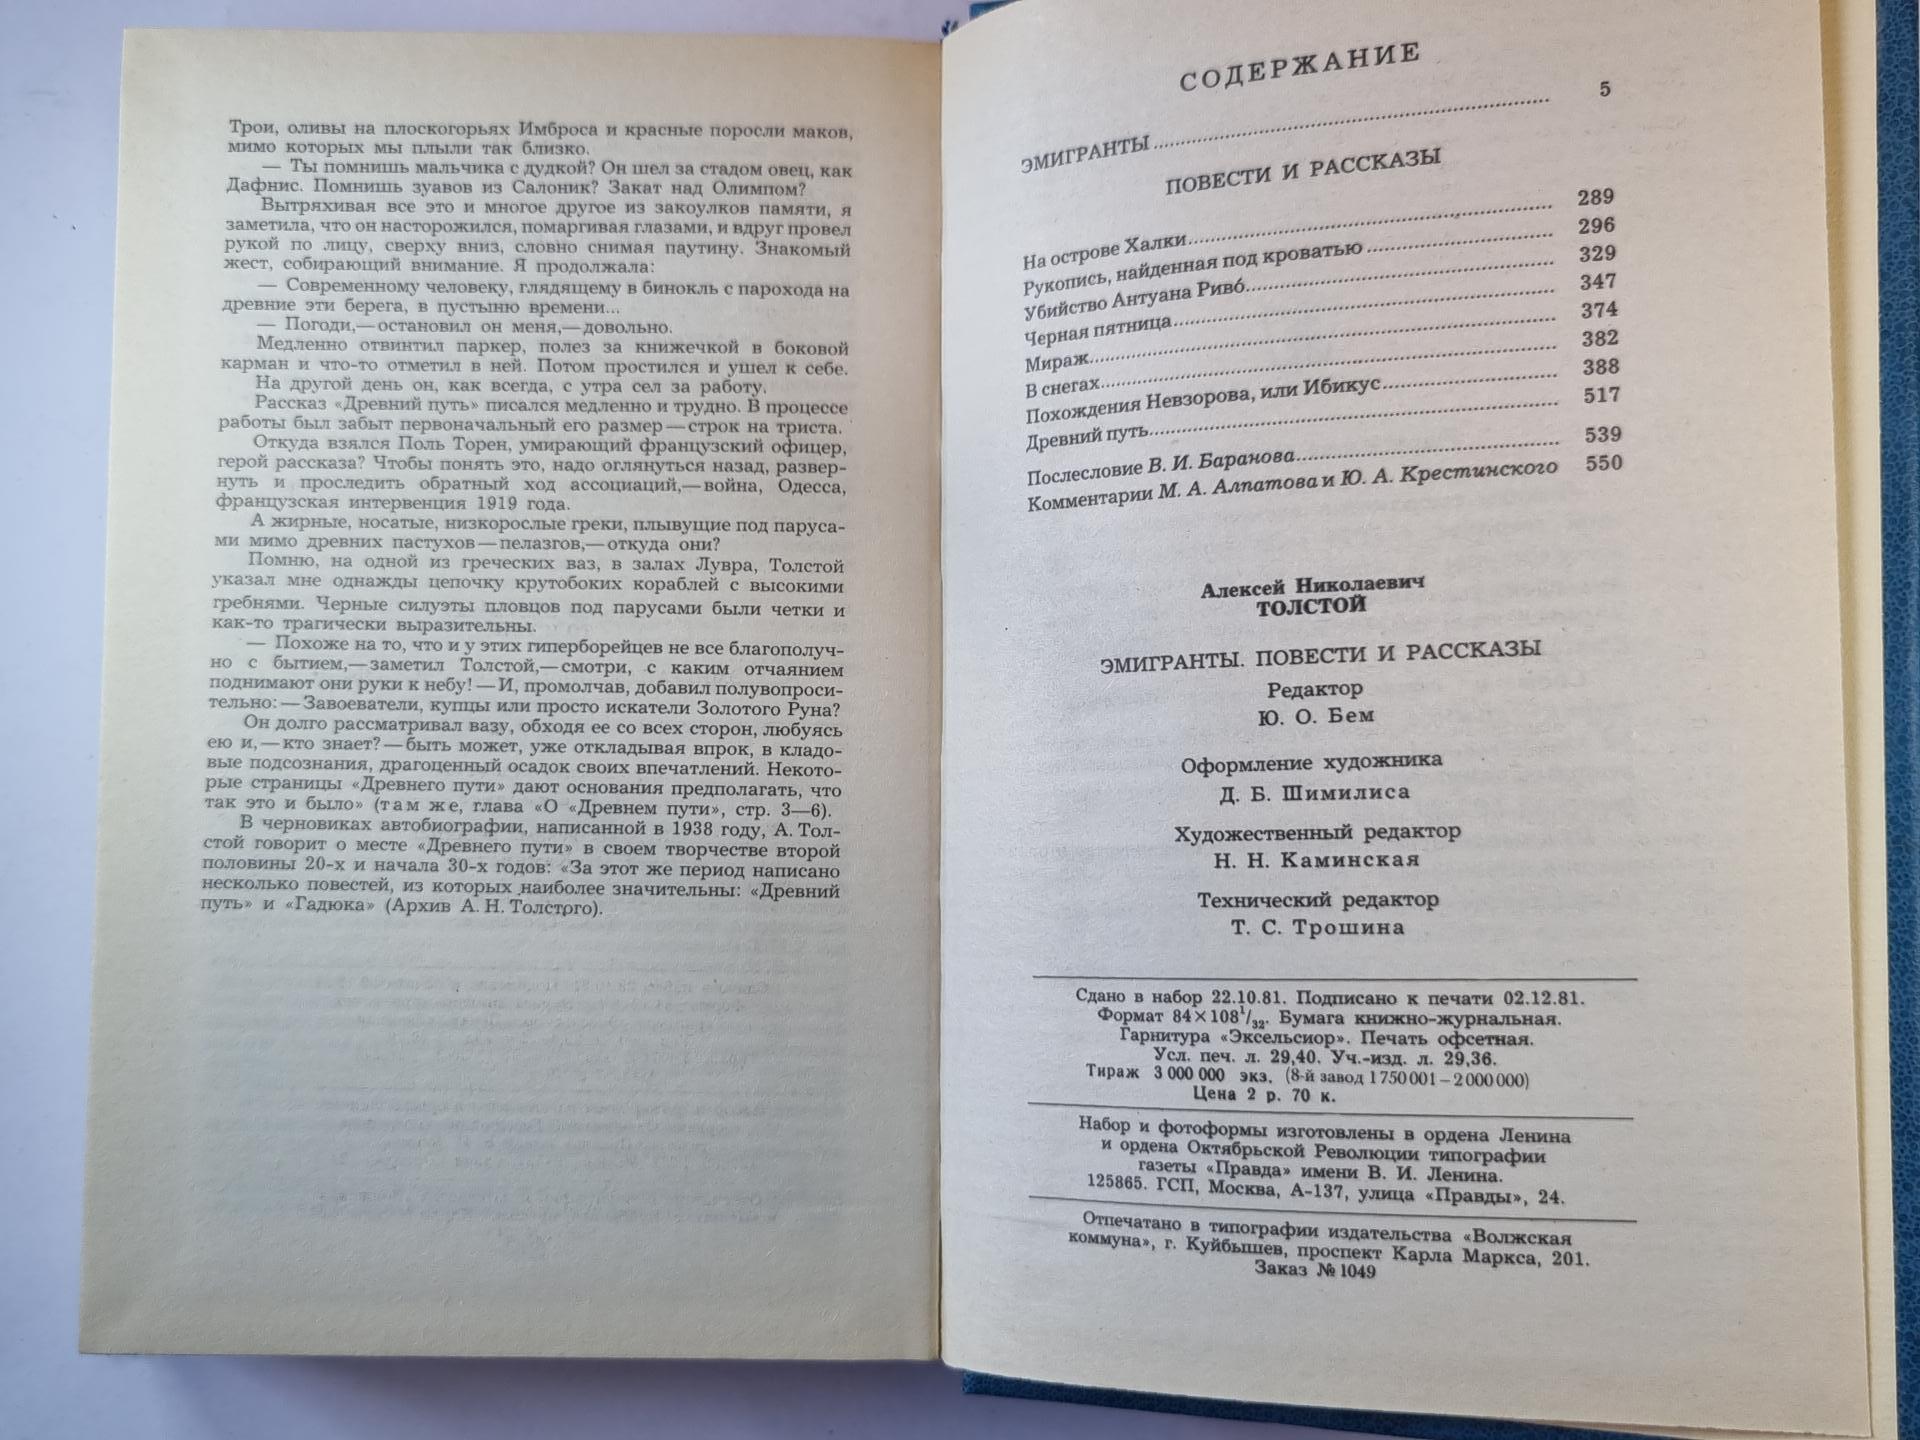 Трои, оливы на плоскогорьях Имброса и красные поросли маков,
мимо которых мы плыли так близко.
— Ты помнишь мальчика с дудкой? Он шел за стадом овец, как
Дафнис. Помнишь зуавов из Салоник? Закат над Олимпом?
Вытряхивая все это и многое другое из закоулков памяти, я
заметила, что он насторожился, помаргивая глазами, и вдруг провел
рукой по лицу, сверху вниз, словно снимая паутину. Знакомый
жест, собирающий внимание. Я продолжала:
— Современному человеку, глядящему в бинокль с парохода на
древние эти берега, в пустыню времени...
— Погоди,—остановил он меня,—довольно.
Медленно отвинтил паркер, полез за книжечкой в боковой
карман и что-то отметил в ней. Потом простился и ушел к себе.
На другой день он, как всегда, с утра сел за работу.
Рассказ «Древний путь» писался медленно и трудно. В процессе
работы был забыт первоначальный его размер—строк на триста.
Откуда взялся Поль Торен, умирающий французский офицер,
герой рассказа? Чтобы понять это, надо оглянуться назад, развер-
нуть и проследить обратный ход ассоциаций,—война, Одесса,
французская интервенция 1919 года.
А жирные, носатые, низкорослые греки, плывущие под паруса-
ми мимо древних пастухов—пелазгов,—откуда они?
Помню, на одной из греческих ваз, в залах Лувра, Толстой
указал мне однажды цепочку крутобоких кораблей с высокими
гребнями. Черные силуэты пловцов под парусами были четки и
как-то трагически выразительны.
— Похоже на то, что и у этих гиперборейцев не все благополуч-
но с бытием,—заметил Толстой,—смотри, с каким отчаянием
поднимают они руки к небу!—И, промолчав, добавил полувопроси-
тельно:—Завоеватели, купцы или просто искатели Золотого Руна?
Он долго рассматривал вазу, обходя ее со всех сторон, любуясь
ею и,—кто знает?—быть может, уже откладывая впрок, в кладо-
вые подсознания, драгоценный осадок своих впечатлений. Некото-
рые страницы «Древнего пути» дают основания предполагать, что
так это и было» (там же, глава «О «Древнем пути», стр. 3—6).
В черновиках автобиографии, написанной в 1938 году, А. Тол-
стой говорит о месте «Древнего пути» в своем творчестве второй
половины 20-х и начала 30-х годов: «За этот же период написано
несколько повестей, из которых наиболее значительны: «Древний
путь» и «Гадюка» (Архив А. Н. Толстого).
СОДЕРЖАНИЕ
ЭМИГРАНТЫ ........ 5
ПОВЕСТИ И РАССКАЗЫ
На острове Халки ........ 289
Рукопись, найденная под кроватью ........ 296
Убийство Антуана Риво́ ........ 329
Черная пятница ........ 347
Мираж ........ 374
В снегах ........ 382
Похождения Невзорова, или Ибикус ........ 388
Древний путь ........ 517
Послесловие В. И. Баранова ........ 539
Комментарии М. А. Алпатова и Ю. А. Крестинского 550
Алексей Николаевич
ТОЛСТОЙ
ЭМИГРАНТЫ. ПОВЕСТИ И РАССКАЗЫ
Редактор
Ю. О. Бем
Оформление художника
Д. Б. Шимилиса
Художественный редактор
Н. Н. Каминская
Технический редактор
Т. С. Трошина
Сдано в набор 22.10.81. Подписано к печати 02.12.81.
Формат 84×108 1/32. Бумага книжно-журнальная.
Гарнитура «Эксельсиор». Печать офсетная.
Усл. печ. л. 29,40. Уч.-изд. л. 29,36.
Тираж 3 000 000 экз. (8-й завод 1 750 001 – 2 000 000)
Цена 2 р. 70 к.
Набор и фотоформы изготовлены в ордена Ленина
и ордена Октябрьской Революции типографии
газеты «Правда» имени В. И. Ленина.
125865. ГСП, Москва, А-137, улица «Правды», 24.
Отпечатано в типографии издательства «Волжская
коммуна», г. Куйбышев, проспект Карла Маркса, 201.
Заказ № 1049